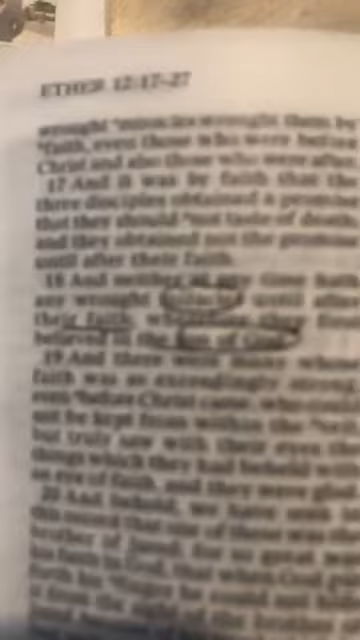 ETHER 12:17-27
wrought miracles wrought them by
faith, even those who were before
Christ and also those who were after.
17 And it was by faith that the
three disciples obtained a promise
that they should not taste of death;
and they obtained not the promise
until after their faith.
18 And neither at any time hath
any wrought miracles until after
their faith; wherefore they first
believed in the Son of God.
19 And there were many whose
faith was so exceedingly strong,
even before Christ came, who could
not be kept from within the veil,
but truly saw with their eyes the
things which they had beheld with
an eye of faith, and they were glad.
20 And behold, we have seen in
this record that one of these was the
brother of Jared; for so great was
his faith in God, that when God put
forth his finger he could not hide
it from the sight of the brother of